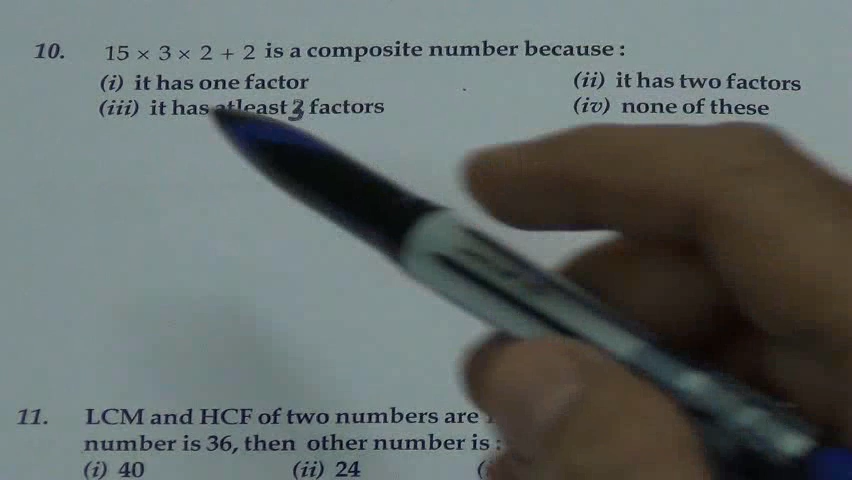 10. 15 × 3 × 2 + 2 is a composite number because :
(i) it has one factor (ii) it has two factors
(iii) it has atleast 3 factors (iv) none of these
11. LCM and HCF of two numbers are
number is 36, then other number is :
(i) 40 (ii) 24